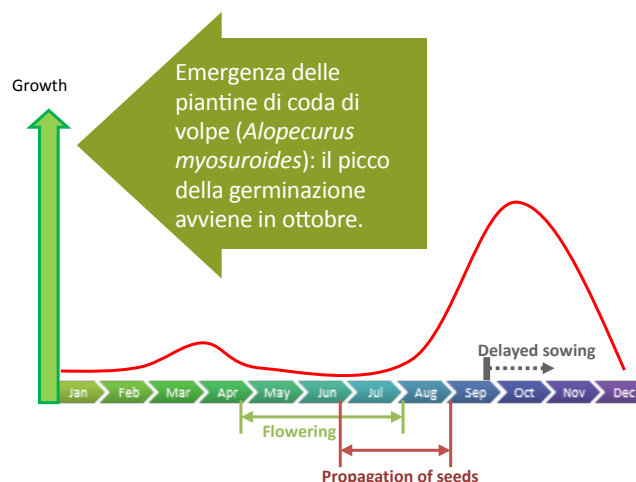 Growth
Emergenza delle
piantine di coda di
volpe (Alopecurus
myosuroides): il picco
della germinazione
avviene in ottobre.
Delayed sowing
Jan Feb Mar Apr May Jun Jul Aug Sep Oct Nov Dec
Flowering
Propagation of seeds